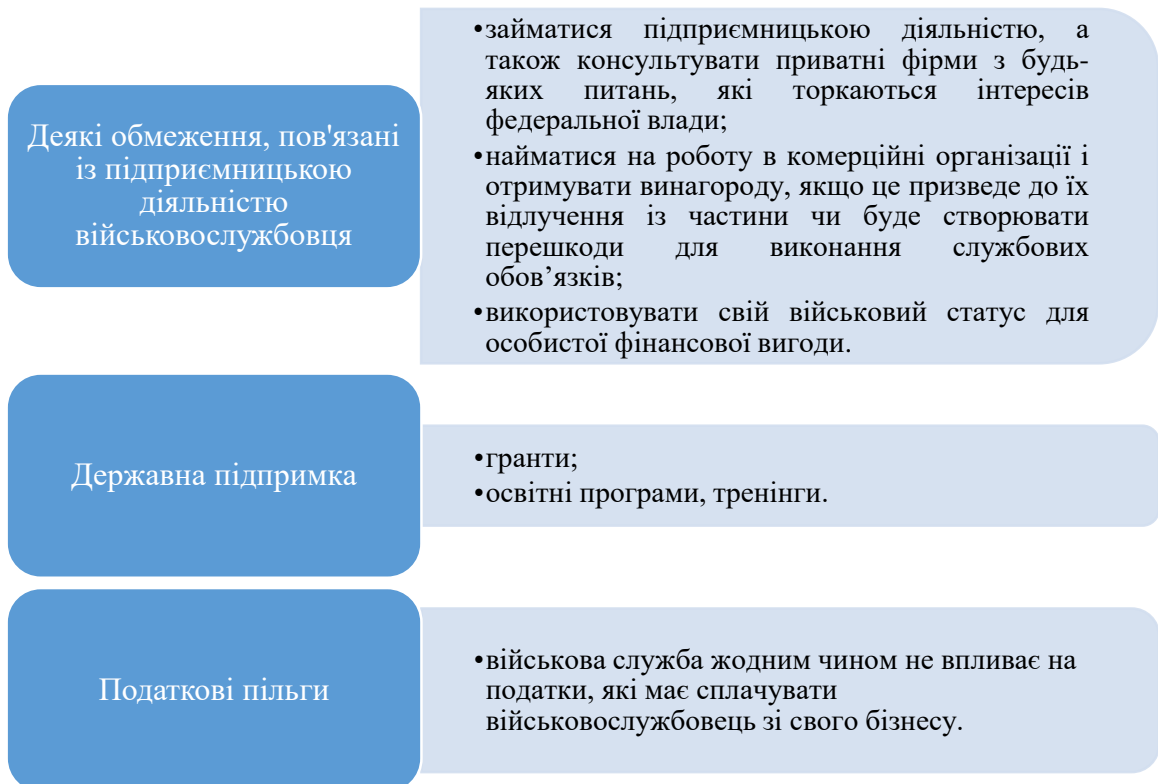 Деякі обмеження, пов'язані
із підприємницькою
діяльністю
військовослужбовця
•займатися підприємницькою діяльністю, а
також консультувати приватні фірми з будь-
яких питань, які торкаються інтересів
федеральної влади;
•найматися на роботу в комерційні організації і
отримувати винагороду, якщо це призведе до їх
відлучення із частини чи буде створювати
перешкоди для виконання службових
обов’язків;
•використовувати свій військовий статус для
особистої фінансової вигоди.
Державна підпримка
•гранти;
•освітні програми, тренінги.
Податкові пільги
•військова служба жодним чином не впливає на
податки, які має сплачувати
військовослужбовець зі свого бізнесу.